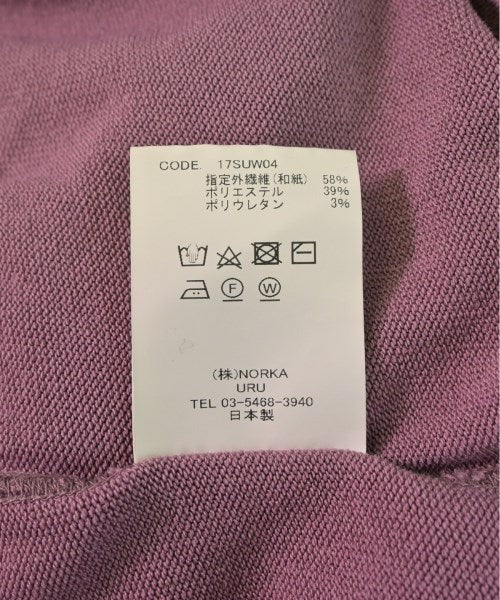 CODE. 17SUW04
指定外繊維(和紙) 58%
ポリエステル 39%
ポリウレタン 3%
F W
(株)NORKA
URU
TEL 03-5468-3940
日本製